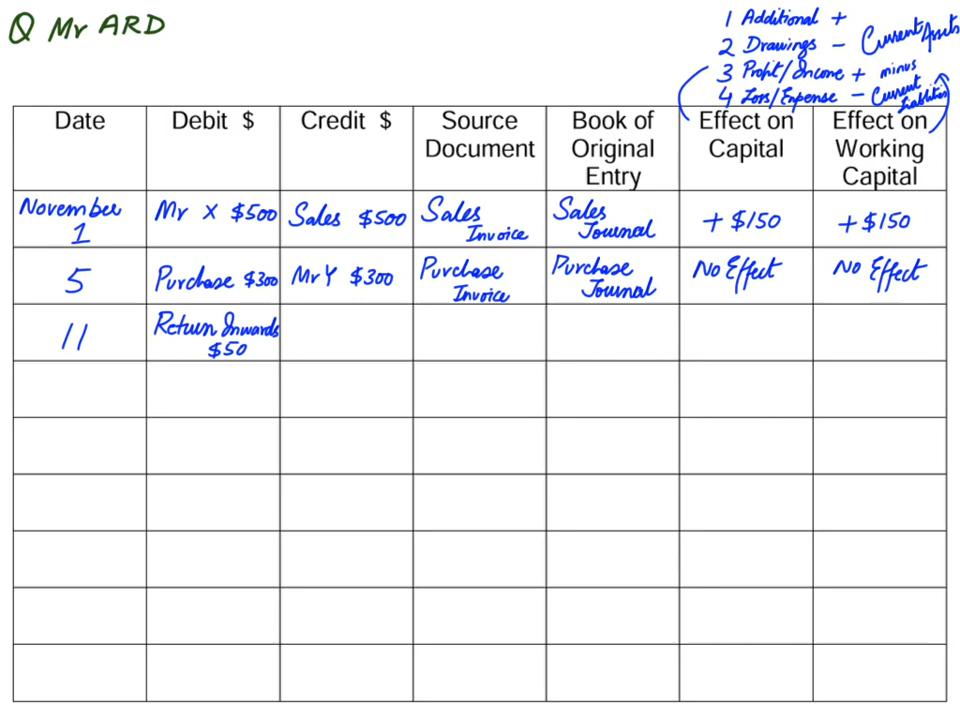 Q Mr ARD
1 Additional +
2 Drawings - Current Assets
3 Profit/Income + minus
4 Loss/Expense - Current Liabilities
Date Debit $ Credit $ Source Document Book of Original Entry Effect on Capital Effect on Working Capital
November 1 Mr X $500 Sales $500 Sales Invoice Sales Journal + $150 + $150
5 Purchase $300 Mr Y $300 Purchase Invoice Purchase Journal No Effect No Effect
11 Return Inwards $50